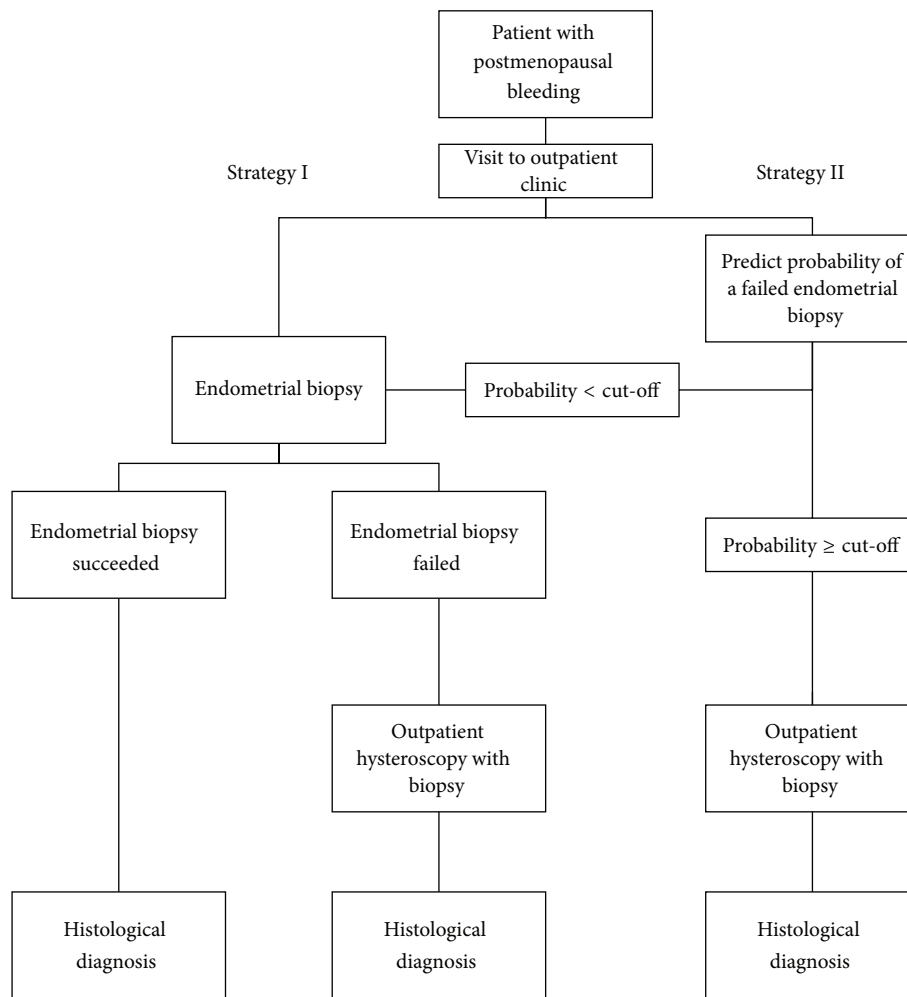 Patient with
postmenopausal
bleeding
Visit to outpatient
clinic
Strategy I
Strategy II
Predict probability of
a failed endometrial
biopsy
Endometrial biopsy
Probability < cut-off
Endometrial biopsy
succeeded
Endometrial biopsy
failed
Probability ≥ cut-off
Outpatient
hysteroscopy with
biopsy
Outpatient
hysteroscopy with
biopsy
Histological
diagnosis
Histological
diagnosis
Histological
diagnosis